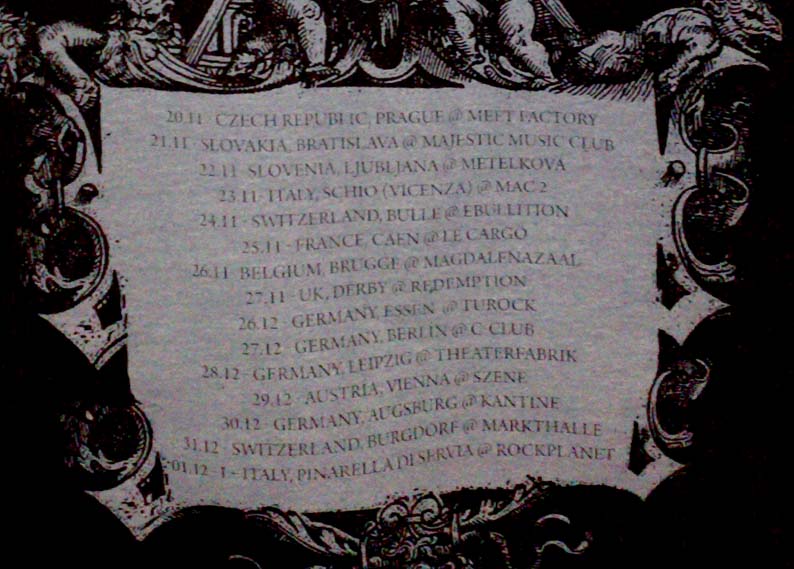 20.11 - CZECH REPUBLIC, PRAGUE @ MEET FACTORY
21.11 - SLOVAKIA, BRATISLAVA @ MAJESTIC MUSIC CLUB
22.11 - SLOVENIA, LJUBLJANA @ METELKOVA
23.11 - ITALY, SCHIO (VICENZA) @ MAC 2
24.11 - SWITZERLAND, BULLE @ EBULLITION
25.11 - FRANCE, CAEN @ LE CARGO
26.11 BELGIUM, BRUGGE @ MAGDALENAZAAL
27.11 - UK, DERBY @ REDEMPTION
26.12 - GERMANY, ESSEN @ TUROCK
27.12 - GERMANY, BERLIN @ C CLUB
28.12 - GERMANY, LEIPZIG @ THEATERFABRIK
29.12 - AUSTRIA, VIENNA @ SZENE
30.12 - GERMANY, AUGSBURG @ KANTINE
31.12 - SWITZERLAND, BURGDORF @ MARKTHALLE
01.12 - 1 - ITALY, PINARELLA DI SERVIA @ ROCKPLANET